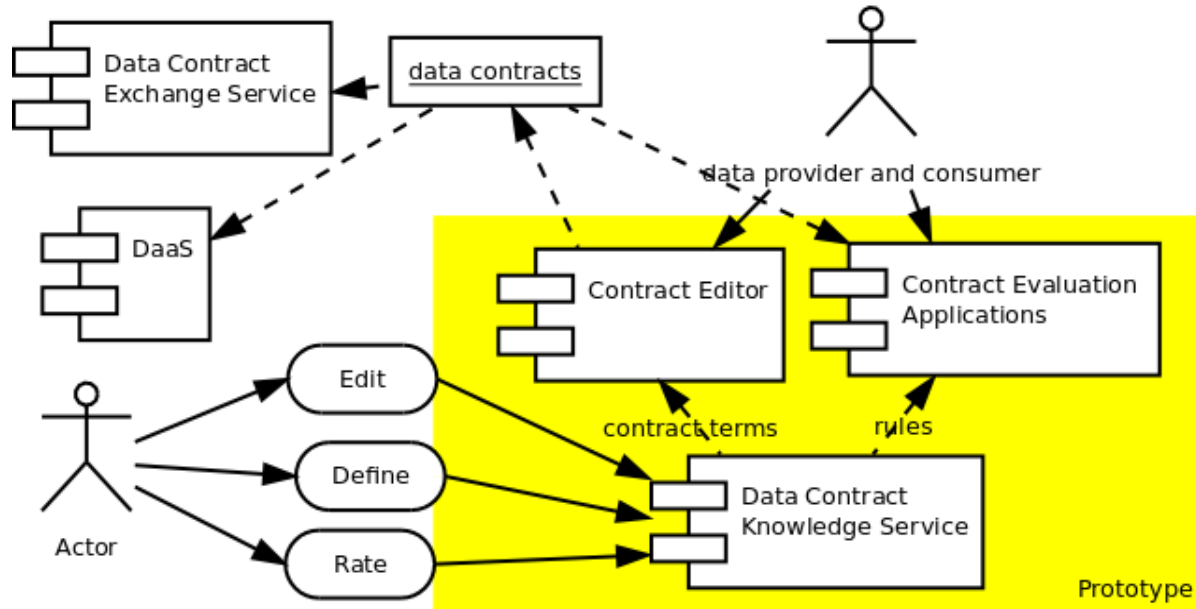 Data Contract
Exchange Service
data contracts
data provider and consumer
DaaS
Contract Editor
Contract Evaluation
Applications
Edit
contract terms
rules
Define
Data Contract
Knowledge Service
Actor
Rate
Prototype